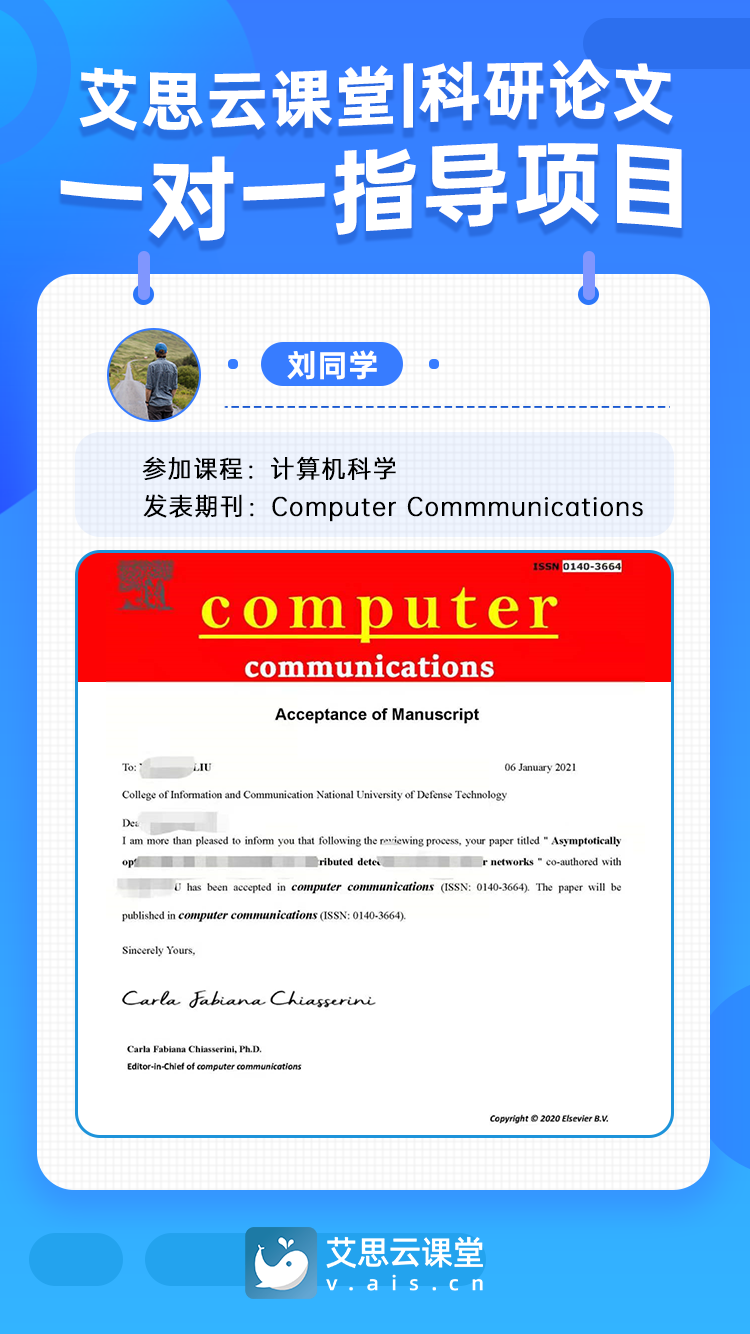 艾思云课堂|科研论文
一对一指导项目
刘同学
参加课程：计算机科学
发表期刊：Computer Commmunications
ISSN 0140-3664
computer
communications
Acceptance of Manuscript
To: LIU 06 January 2021
College of Information and Communication National University of Defense Technology
Dea
I am more than pleased to inform you that following the reviewing process, your paper titled " Asymptotically
op ributed dete r networks " co-authored with
U has been accepted in computer communications (ISSN: 0140-3664). The paper will be
published in computer communications (ISSN: 0140-3664).
Sincerely Yours,
Carla Fabiana Chiasserini
Carla Fabiana Chiasserini, Ph.D.
Editor-in-Chief of computer communications
Copyright © 2020 Elsevier B.V.
艾思云课堂
v.ais.cn